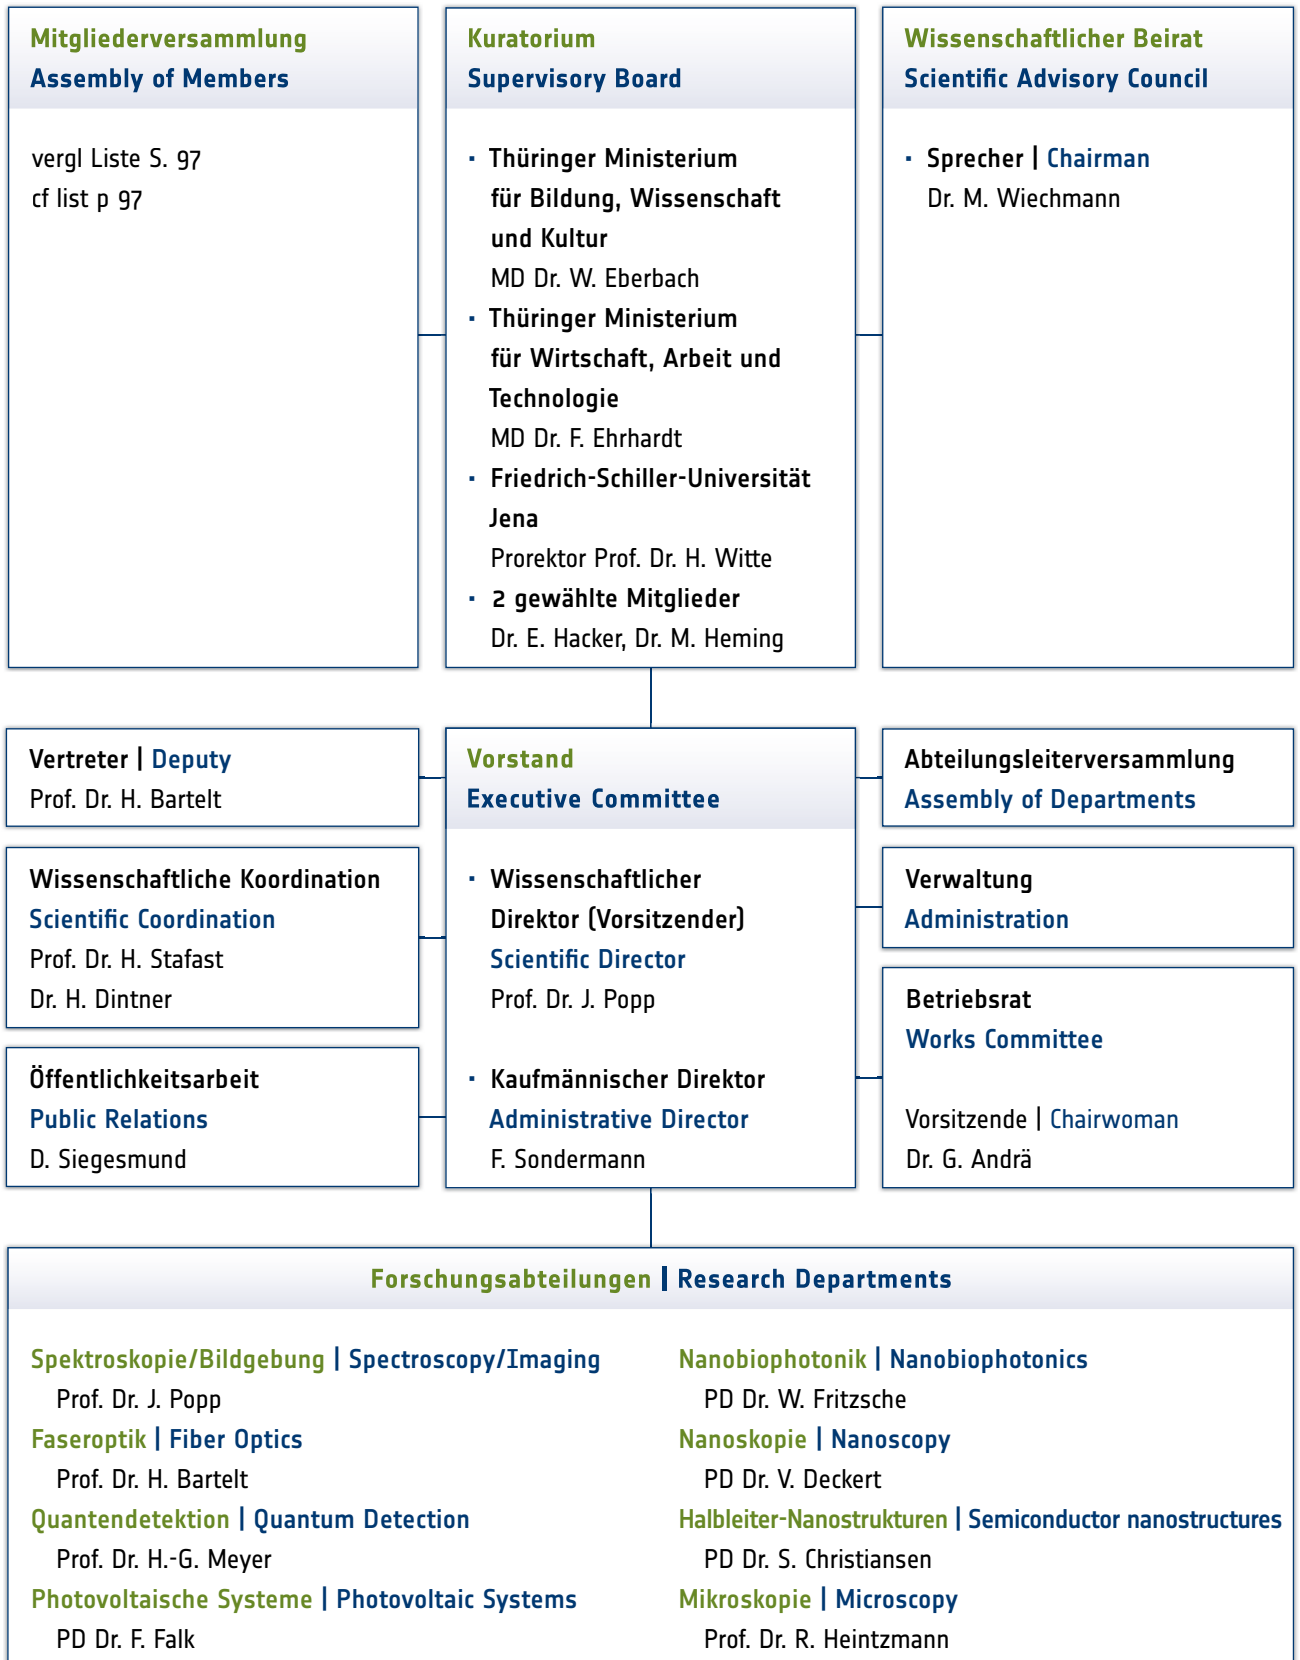 Mitgliederversammlung
Assembly of Members
vergl Liste S. 97
cf list p 97
Kuratorium
Supervisory Board
▪ Thüringer Ministerium
für Bildung, Wissenschaft
und Kultur
MD Dr. W. Eberbach
▪ Thüringer Ministerium
für Wirtschaft, Arbeit und
Technologie
MD Dr. F. Ehrhardt
▪ Friedrich-Schiller-Universität
Jena
Prorektor Prof. Dr. H. Witte
▪ 2 gewählte Mitglieder
Dr. E. Hacker, Dr. M. Heming
Wissenschaftlicher Beirat
Scientific Advisory Council
▪ Sprecher | Chairman
Dr. M. Wiechmann
Vertreter | Deputy
Prof. Dr. H. Bartelt
Wissenschaftliche Koordination
Scientific Coordination
Prof. Dr. H. Stafast
Dr. H. Dintner
Öffentlichkeitsarbeit
Public Relations
D. Siegesmund
Vorstand
Executive Committee
▪ Wissenschaftlicher
Direktor (Vorsitzender)
Scientific Director
Prof. Dr. J. Popp
▪ Kaufmännischer Direktor
Administrative Director
F. Sondermann
Abteilungsleiterversammlung
Assembly of Departments
Verwaltung
Administration
Betriebsrat
Works Committee
Vorsitzende | Chairwoman
Dr. G. Andrä
Forschungsabteilungen | Research Departments
Spektroskopie/Bildgebung | Spectroscopy/Imaging
Prof. Dr. J. Popp
Faseroptik | Fiber Optics
Prof. Dr. H. Bartelt
Quantendetektion | Quantum Detection
Prof. Dr. H.-G. Meyer
Photovoltaische Systeme | Photovoltaic Systems
PD Dr. F. Falk
Nanobiophotonik | Nanobiophotonics
PD Dr. W. Fritzsche
Nanoskopie | Nanoscopy
PD Dr. V. Deckert
Halbleiter-Nanostrukturen | Semiconductor nanostructures
PD Dr. S. Christiansen
Mikroskopie | Microscopy
Prof. Dr. R. Heintzmann